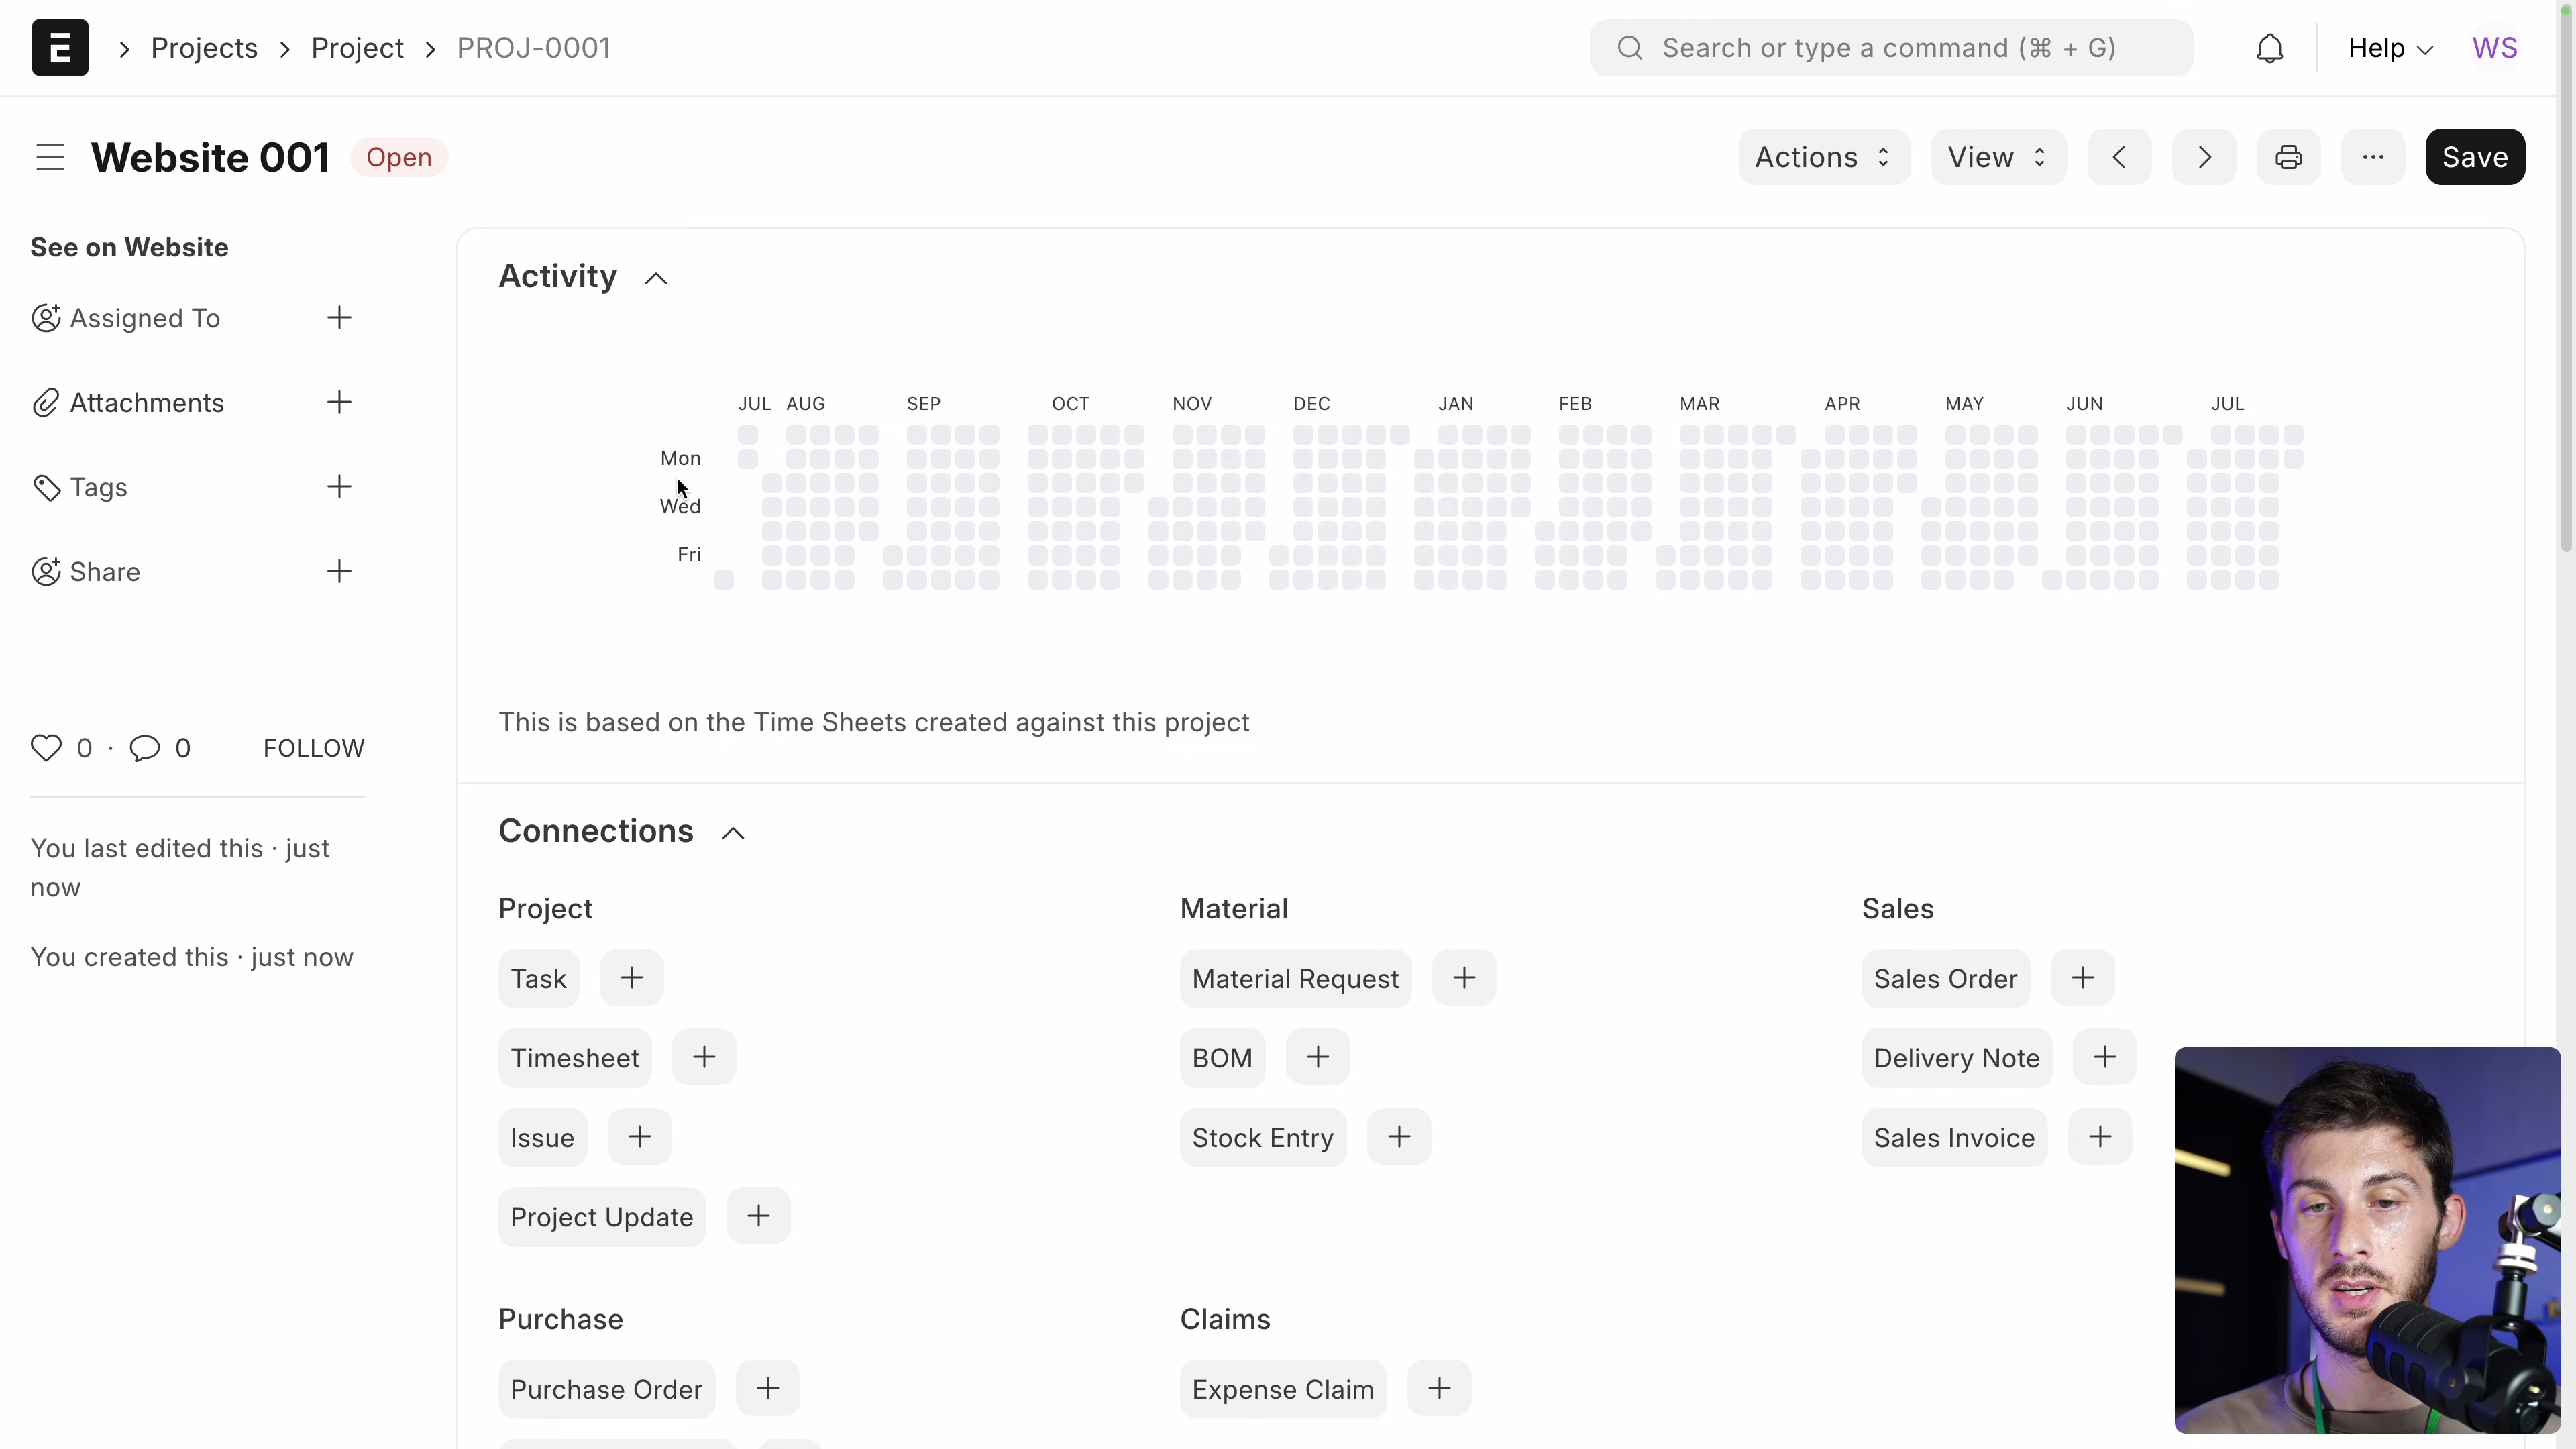 Projects Project PROJ-0001
Search or type a command (⌘ + G)
Help
WS
Website 001
Open
Actions
View
Save
See on Website
Assigned To
Attachments
Tags
Share
0 · 0
FOLLOW
You last edited this · just
now
You created this · just now
Activity
JUL AUG SEP OCT NOV DEC JAN FEB MAR APR MAY JUN JUL
Mon
Wed
Fri
This is based on the Time Sheets created against this project
Connections
Project
Task
Timesheet
Issue
Project Update
Material
Material Request
BOM
Stock Entry
Sales
Sales Order
Delivery Note
Sales Invoice
Purchase
Purchase Order
Claims
Expense Claim